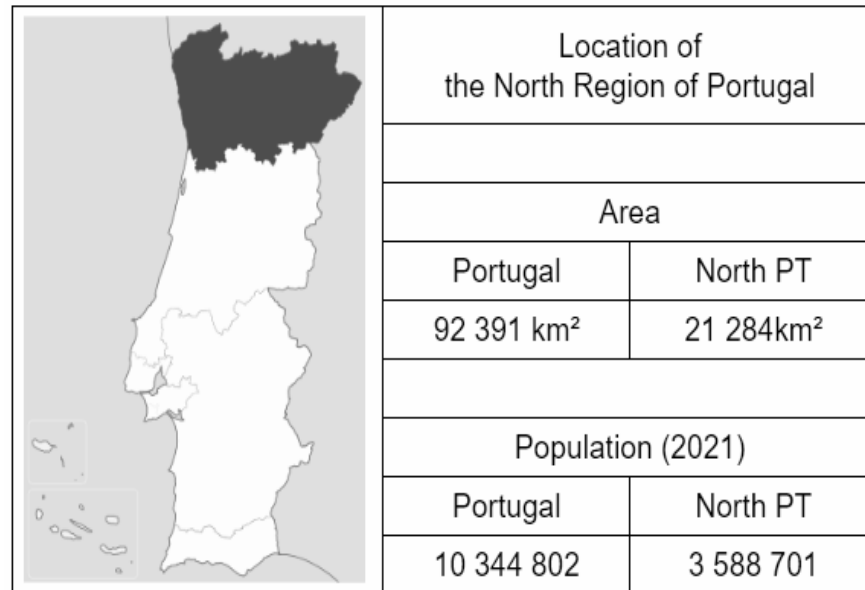 Location of
the North Region of Portugal
Area
Portugal North PT
92 391 km² 21 284km²
Population (2021)
Portugal North PT
10 344 802 3 588 701